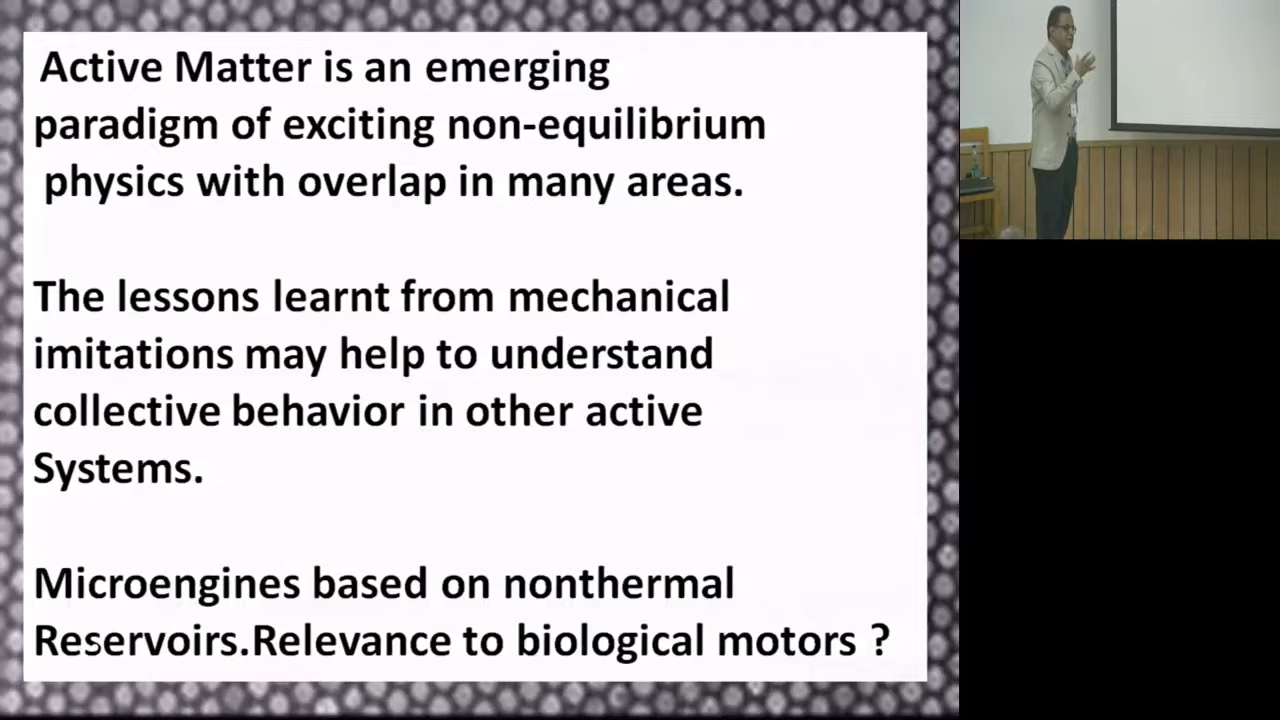 Active Matter is an emerging
paradigm of exciting non-equilibrium
physics with overlap in many areas.
The lessons learnt from mechanical
imitations may help to understand
collective behavior in other active
Systems.
Microengines based on nonthermal
Reservoirs.Relevance to biological motors ?